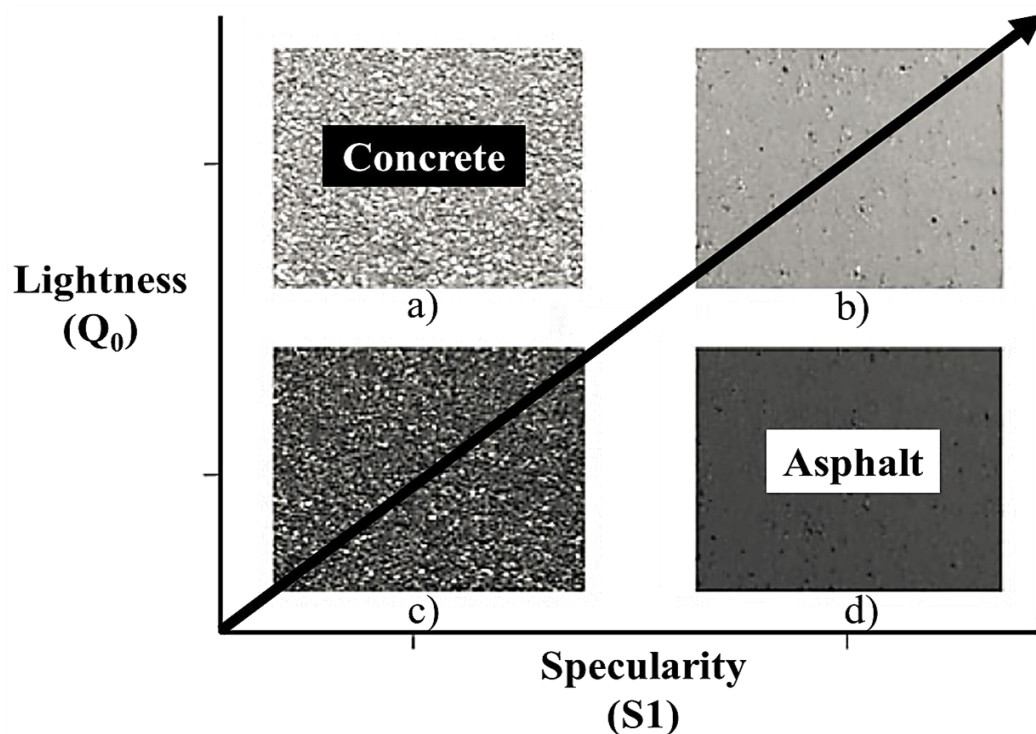 Concrete
a)
b)
Lightness
(Q₀)
Asphalt
c)
d)
Specularity
(S1)